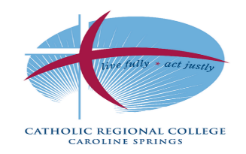 live fully • act justly
CATHOLIC REGIONAL COLLEGE
CAROLINE SPRINGS